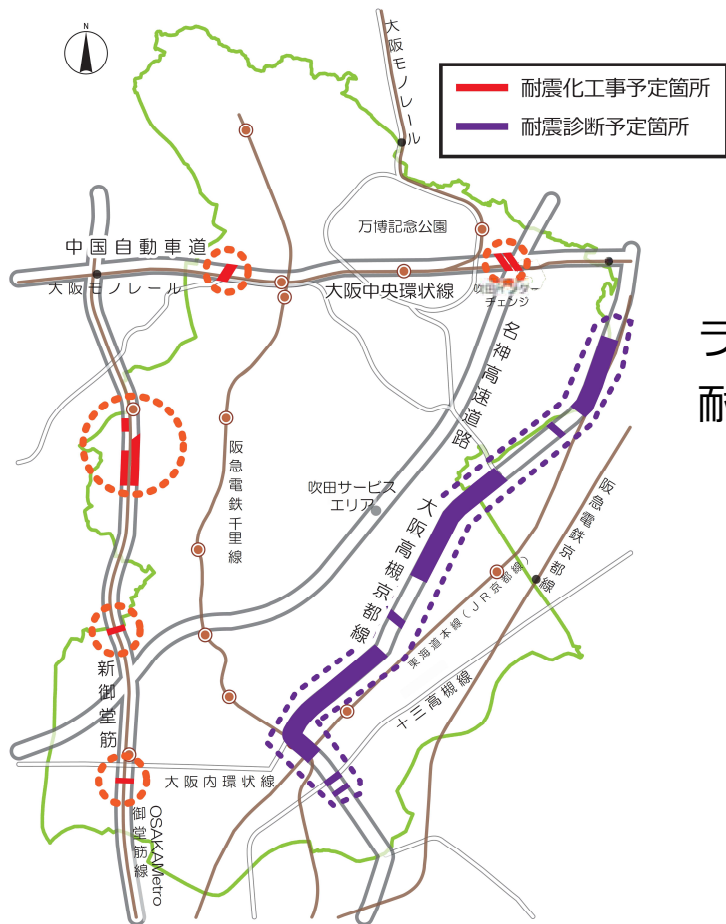 N
大阪モノレール
耐震化工事予定箇所
耐震診断予定箇所
万博記念公園
中国自動車道
大阪モノレール
大阪中央環状線
吹田インター
チェンジ
名神高速道路
ラ
耐
阪急電鉄千里線
吹田サービス
エリア
大阪高槻京都線
阪急電鉄京都線
東海道本線(JR京都線)
十三高槻線
新御堂筋
大阪内環状線
OSAKAMetro
御堂筋線